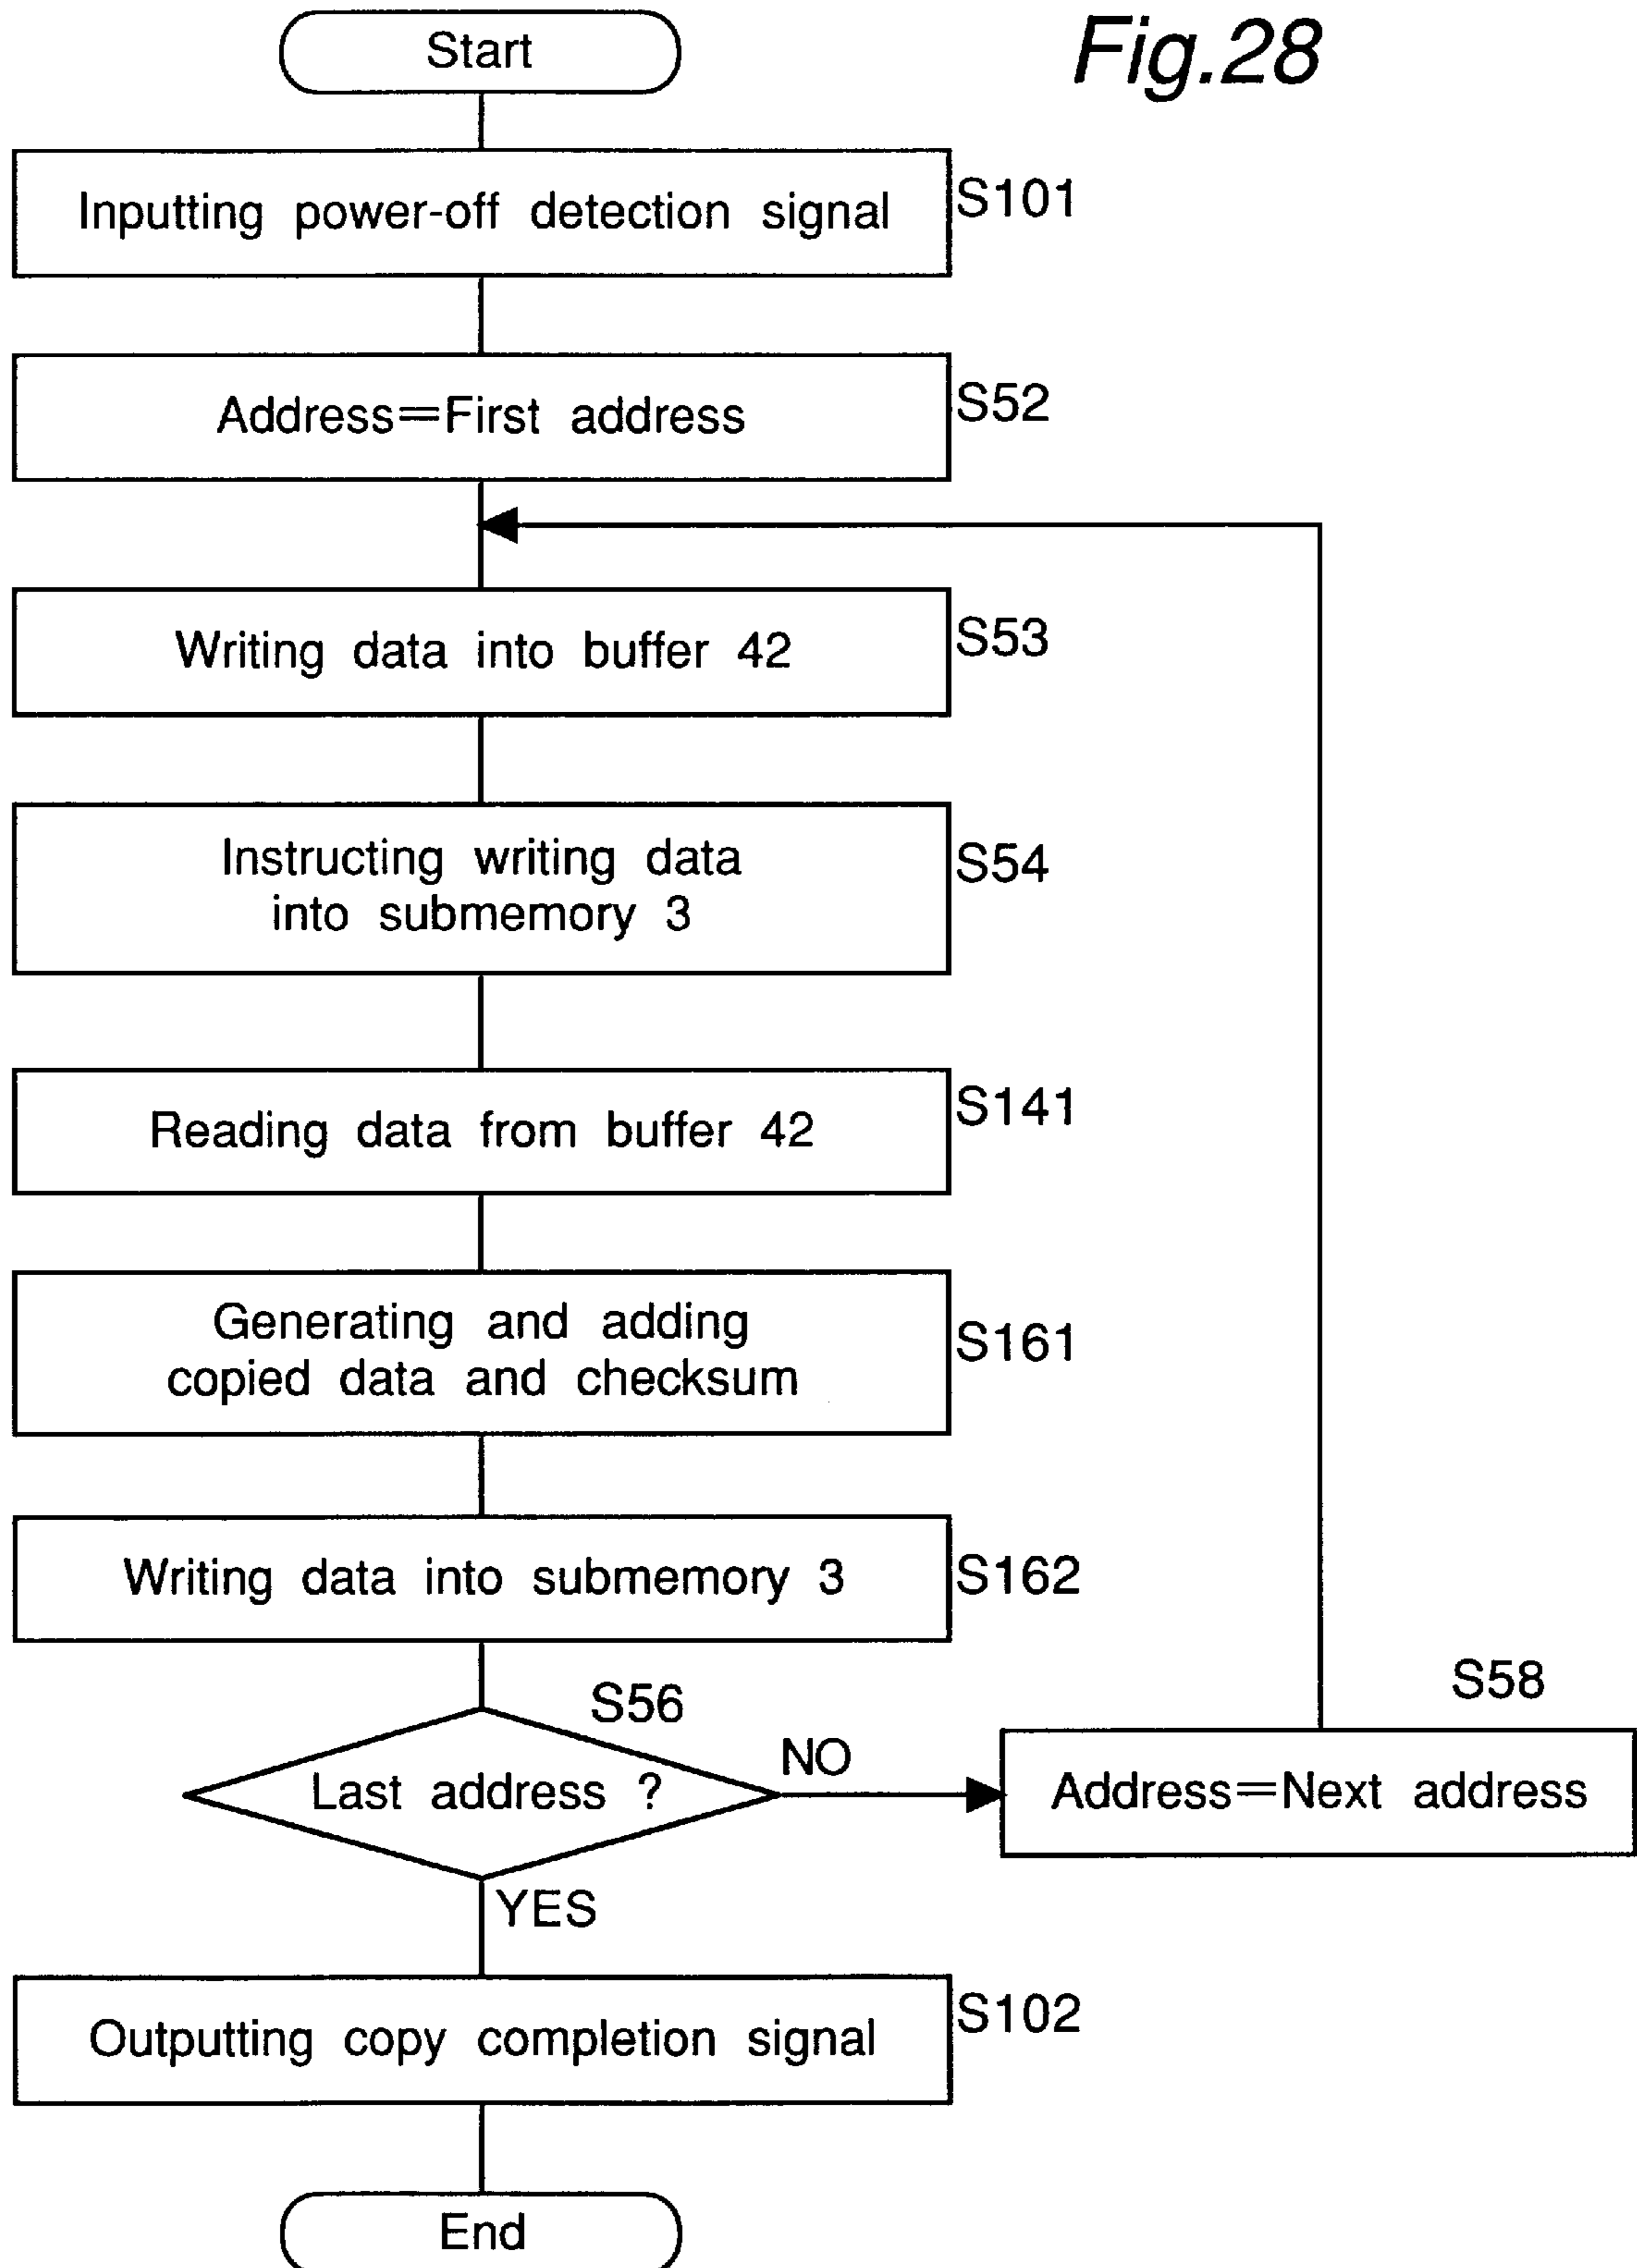 Fig.28
Start
Inputting power-off detection signal
S101
Address=First address
S52
Writing data into buffer 42
S53
Instructing writing data
into submemory 3
S54
Reading data from buffer 42
S141
Generating and adding
copied data and checksum
S161
Writing data into submemory 3
S162
S56
Last address ?
NO
S58
Address=Next address
YES
Outputting copy completion signal
S102
End